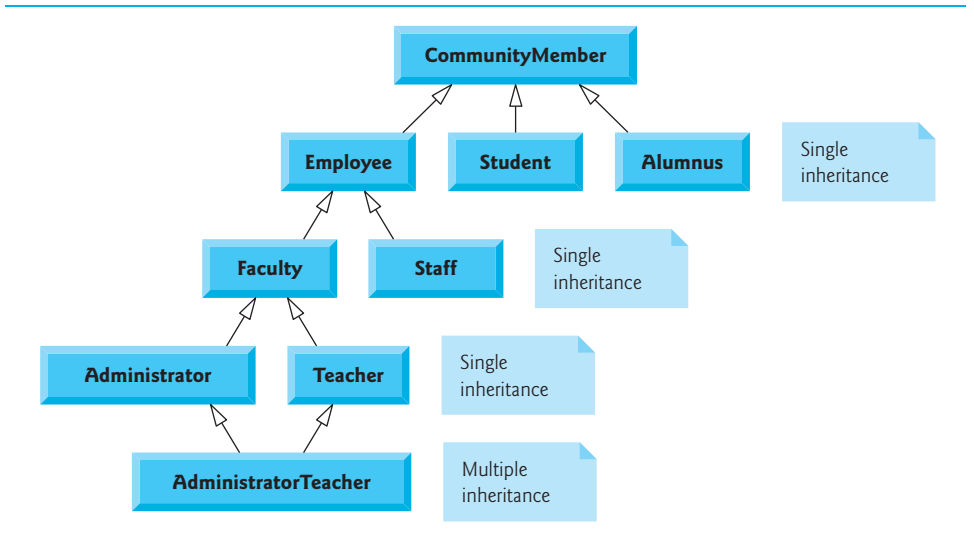 CommunityMember
Employee
Student
Alumnus
Single
inheritance
Faculty
Staff
Single
inheritance
Administrator
Teacher
Single
inheritance
AdministratorTeacher
Multiple
inheritance